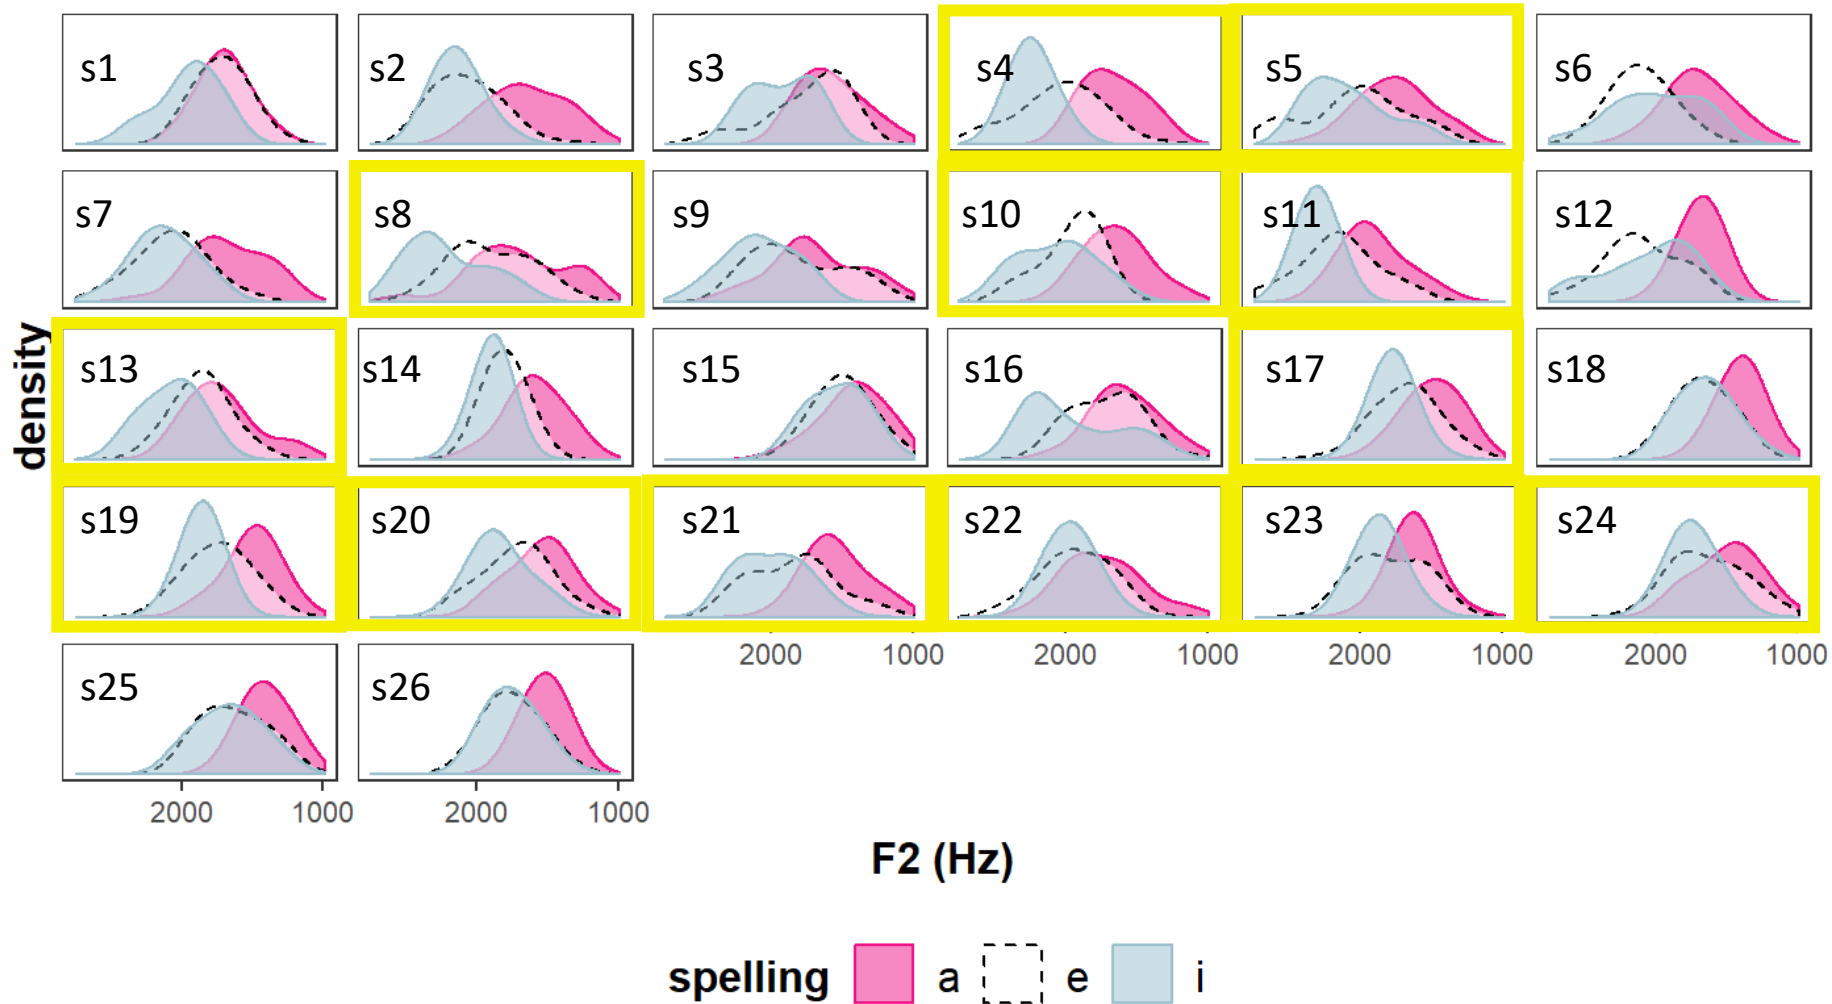 s1 s2 s3 s4 s5 s6
s7 s8 s9 s10 s11 s12
s13 s14 s15 s16 s17 s18
s19 s20 s21 s22 s23 s24
2000 1000 2000 1000 2000 1000 2000 1000
s25 s26
2000 1000 2000 1000
density
F2 (Hz)
spelling a e i